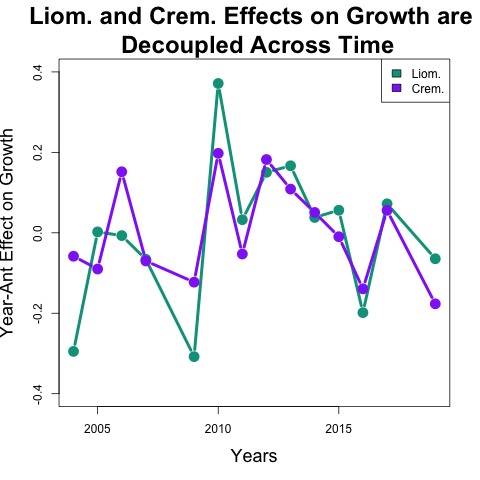 Liom. and Crem. Effects on Growth are
Decoupled Across Time
Liom.
Crem.
Year-Ant Effect on Growth
0.4
0.2
0.0
-0.2
-0.4
2005 2010 2015
Years